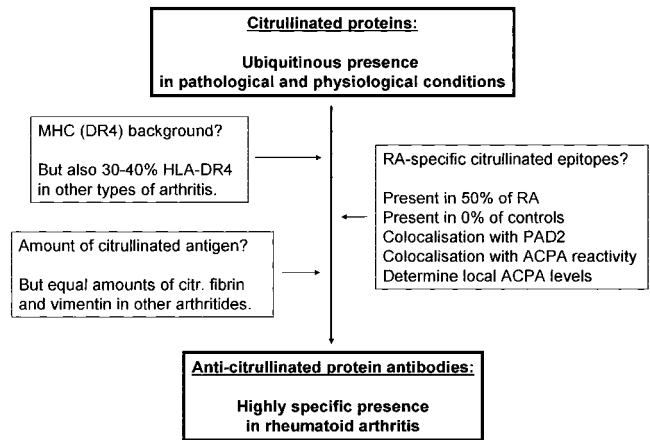 Citrullinated proteins:
Ubiquitinous presence
in pathological and physiological conditions
MHC (DR4) background?
But also 30-40% HLA-DR4
in other types of arthritis.
RA-specific citrullinated epitopes?
Present in 50% of RA
Present in 0% of controls
Colocalisation with PAD2
Colocalisation with ACPA reactivity
Determine local ACPA levels
Amount of citrullinated antigen?
But equal amounts of citr. fibrin
and vimentin in other arthritides.
Anti-citrullinated protein antibodies:
Highly specific presence
in rheumatoid arthritis